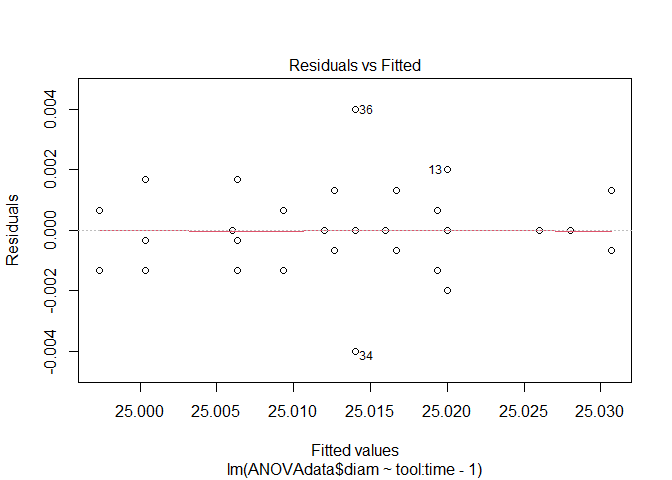 Residuals vs Fitted
Residuals
0.004
0.002
0.000
-0.002
-0.004
36
13
34
25.000 25.005 25.010 25.015 25.020 25.025 25.030
Fitted values
lm(ANOVAdata$diam ~ tool:time - 1)